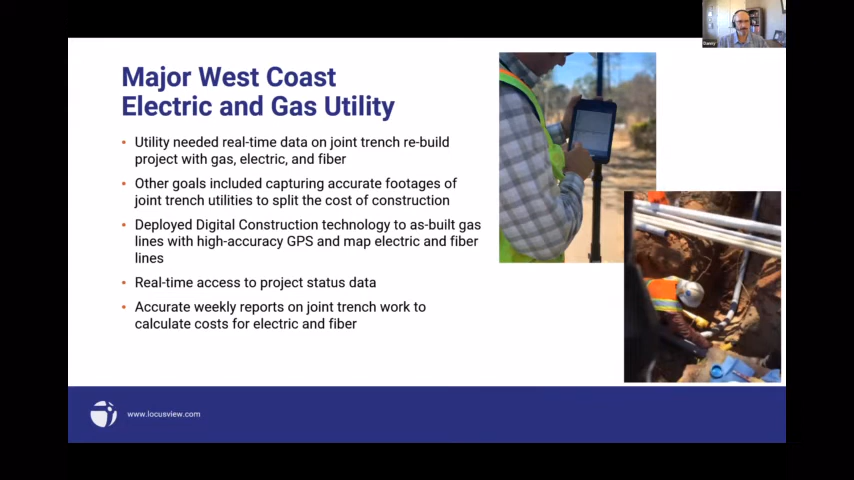 Danny
Major West Coast
Electric and Gas Utility
• Utility needed real-time data on joint trench re-build
project with gas, electric, and fiber
• Other goals included capturing accurate footages of
joint trench utilities to split the cost of construction
• Deployed Digital Construction technology to as-built gas
lines with high-accuracy GPS and map electric and fiber
lines
• Real-time access to project status data
• Accurate weekly reports on joint trench work to
calculate costs for electric and fiber
www.locusview.com